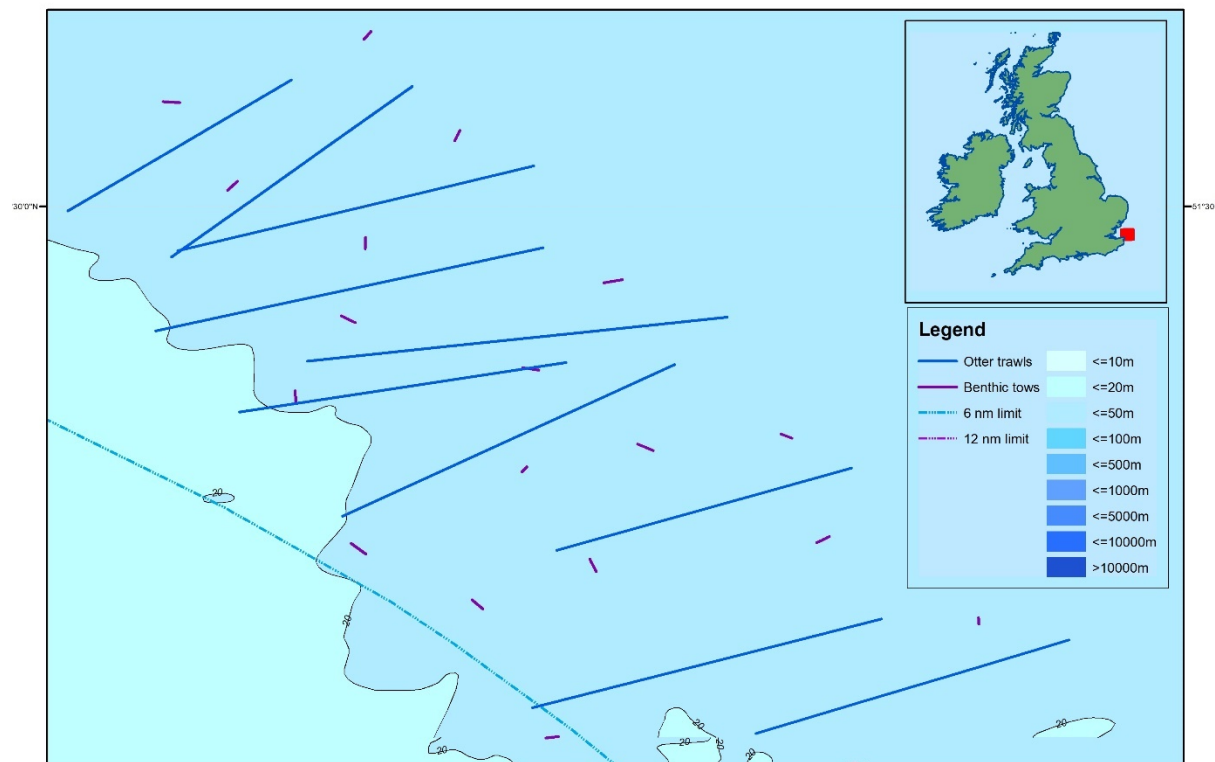 30'0"N
51°30
Legend
Otter trawls
Benthic tows
6 nm limit
12 nm limit
<=10m
<=20m
<=50m
<=100m
<=500m
<=1000m
<=5000m
<=10000m
>10000m
20
20
20
20
20
20
20
20